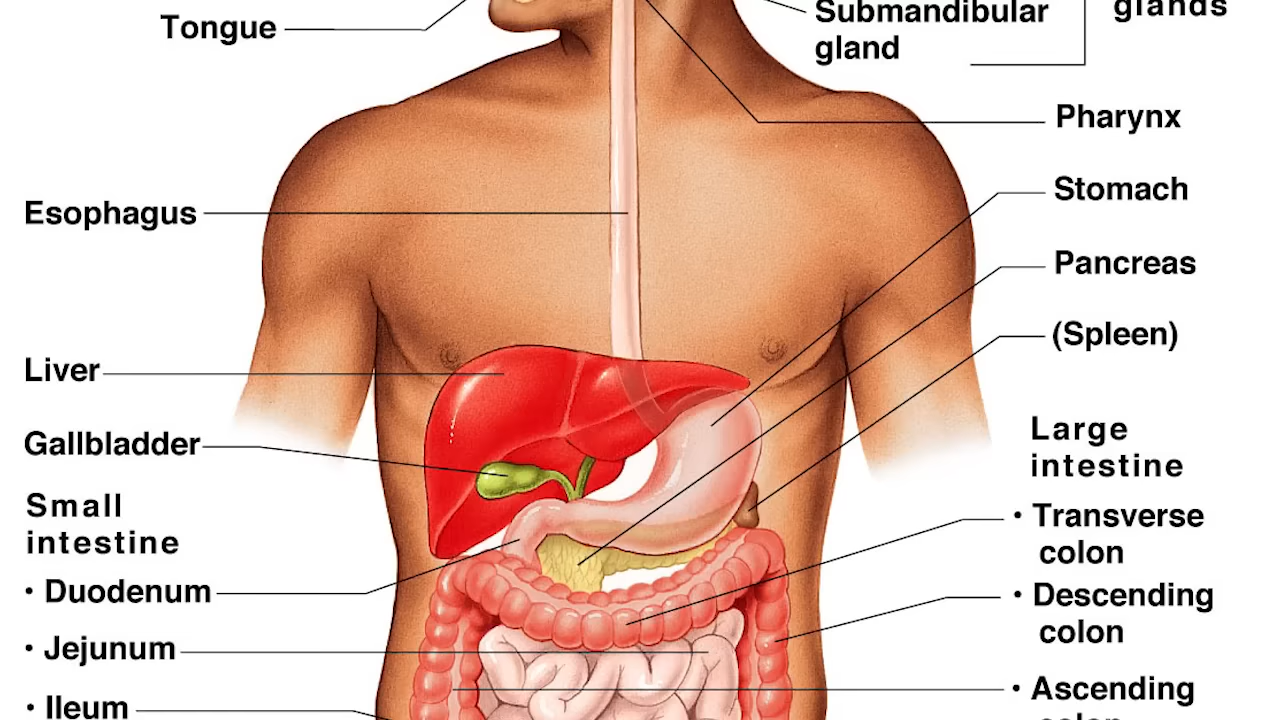 Tongue
Submandibular
gland
glands
Pharynx
Stomach
Esophagus
Pancreas
(Spleen)
Liver
Gallbladder
Large
intestine
Small
intestine
• Transverse
colon
• Duodenum
• Descending
colon
• Jejunum
• Ascending
colon
• Ileum